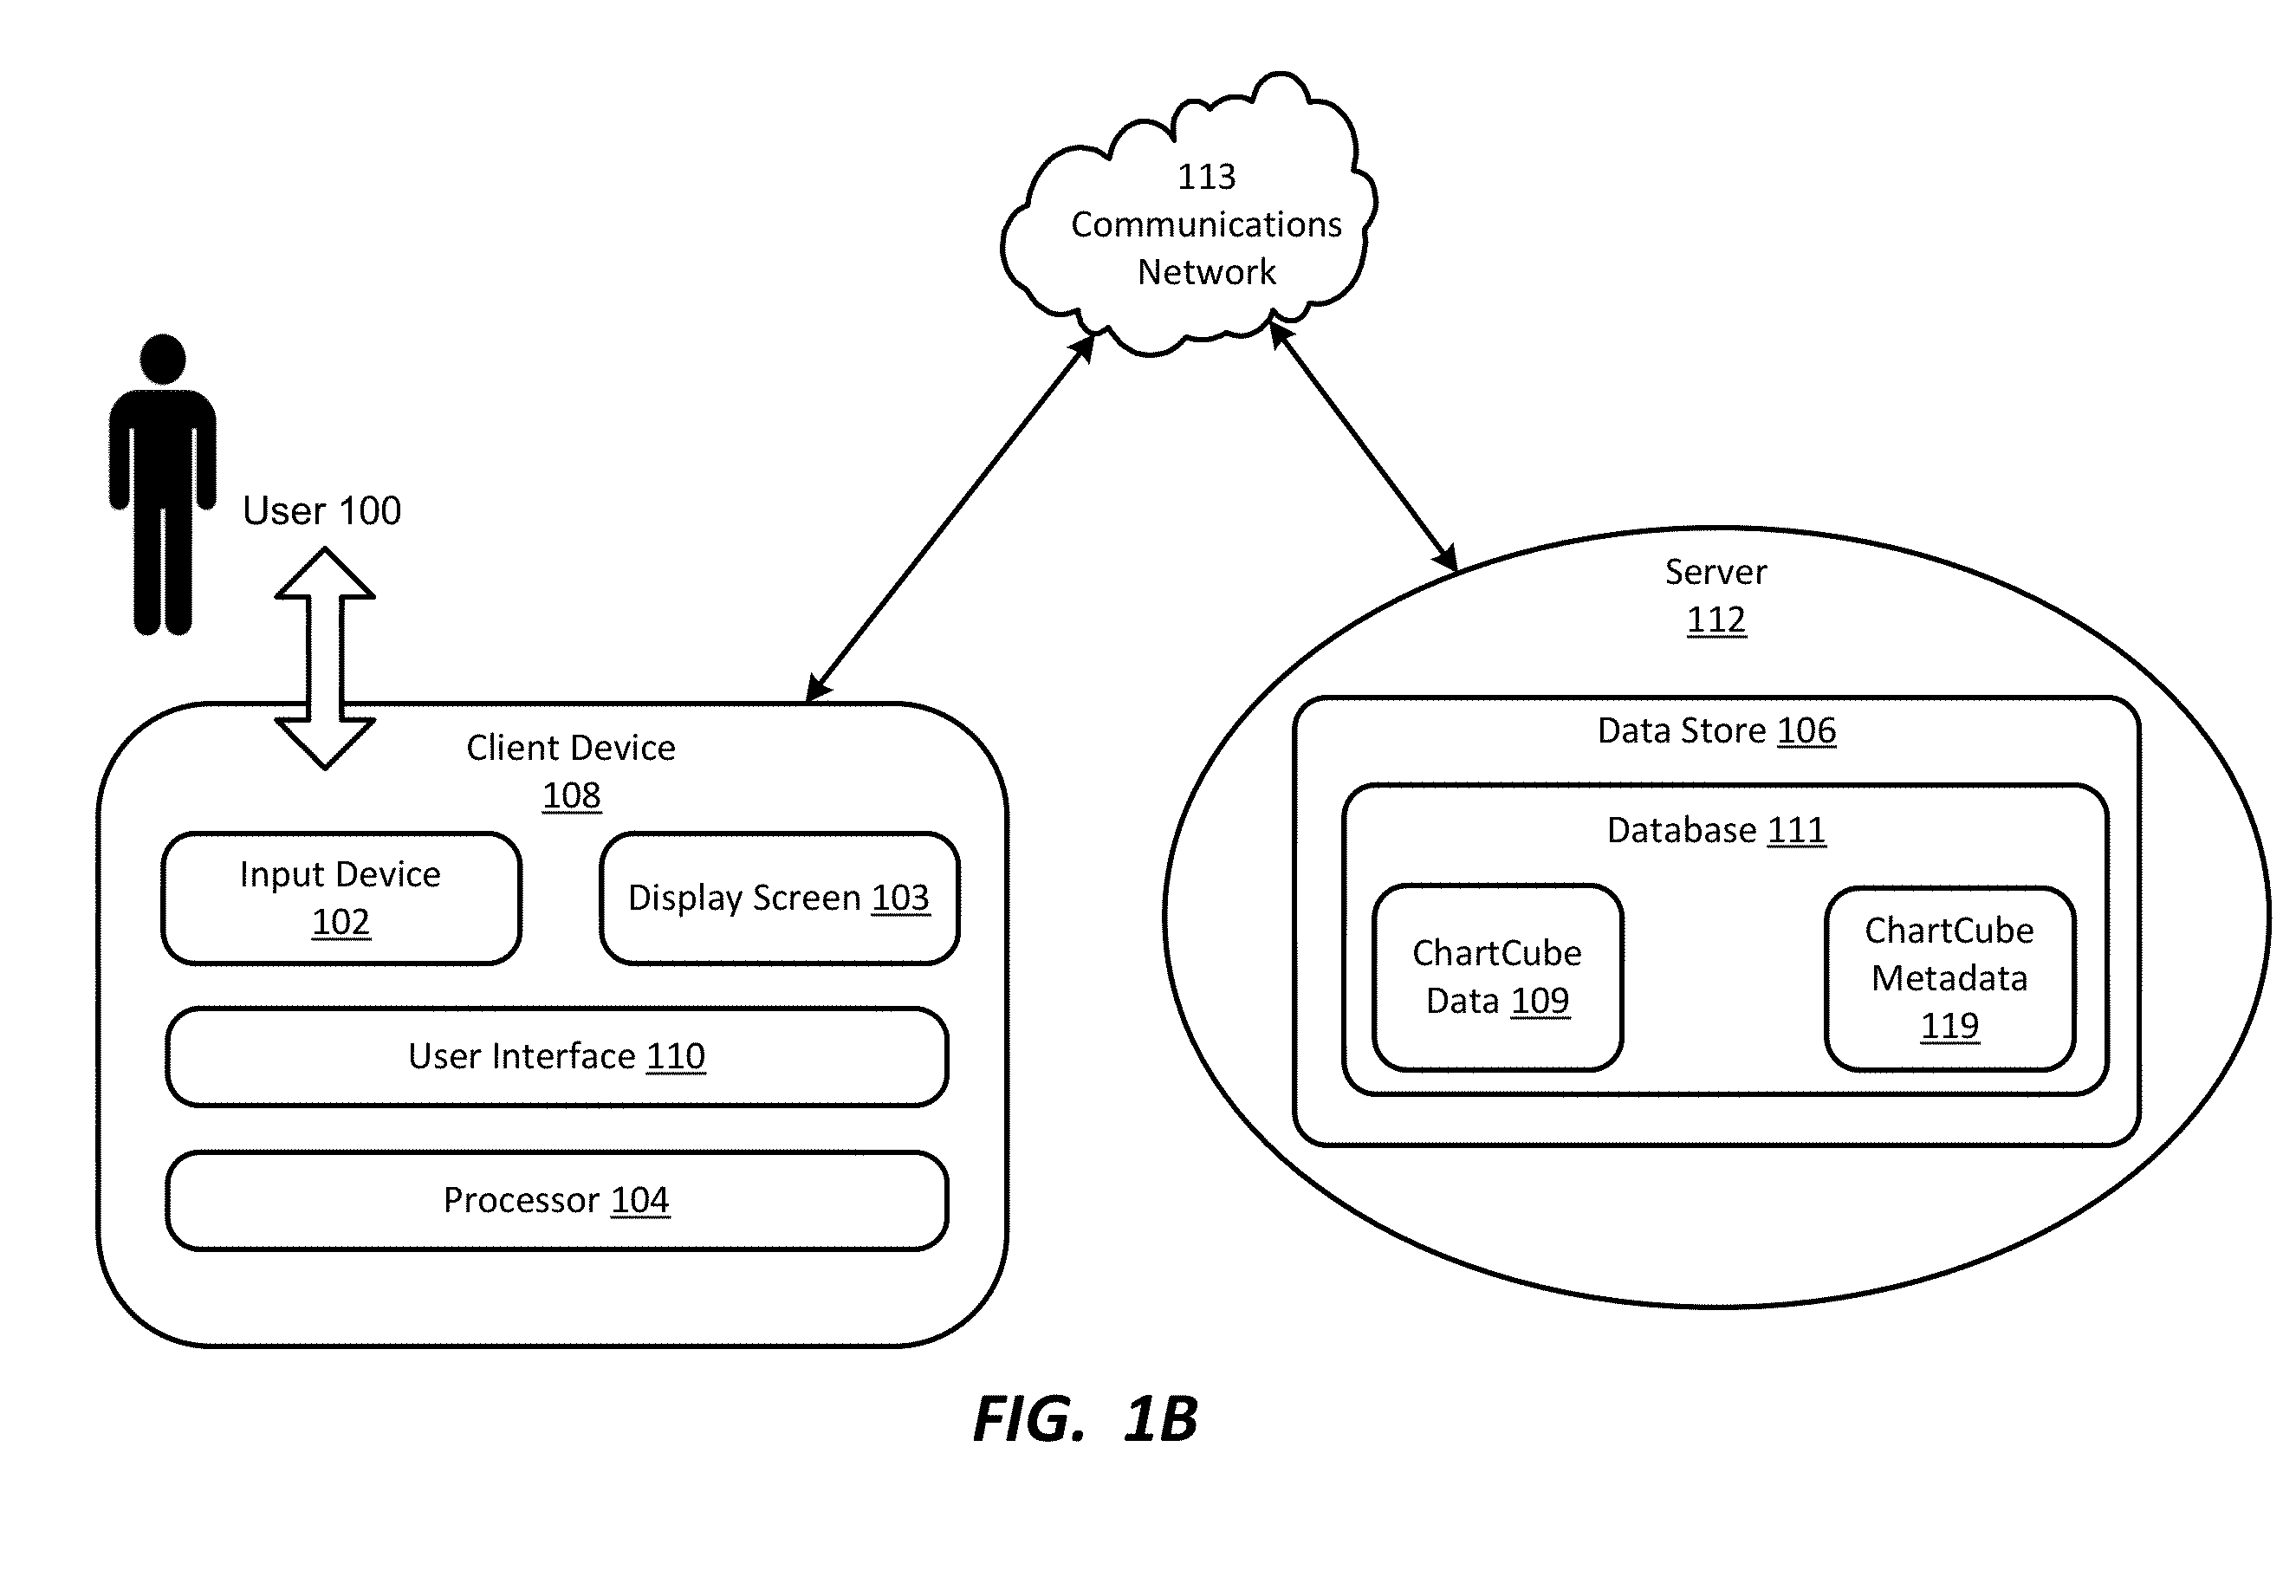 113
Communications
Network
User 100
Server
112
Client Device
108
Input Device
102
Display Screen 103
User Interface 110
Processor 104
Data Store 106
Database 111
ChartCube
Data 109
ChartCube
Metadata
119
FIG. 1B